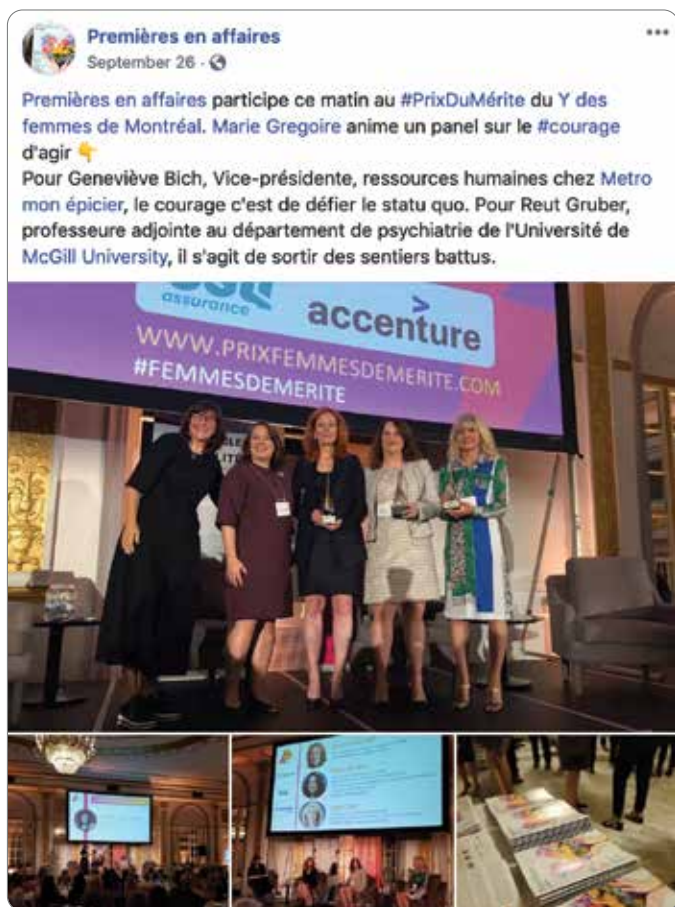 Premières en affaires
September 26
Premières en affaires participe ce matin au #PrixDuMérite du Y des
femmes de Montréal. Marie Gregoire anime un panel sur le #courage
d'agir 👇
Pour Geneviève Bich, Vice-présidente, ressources humaines chez Metro
mon épicier, le courage c'est de défier le statu quo. Pour Reut Gruber,
professeure adjointe au département de psychiatrie de l'Université de
McGill University, il s'agit de sortir des sentiers battus.
assurance
accenture
WWW.PRIXFEMMESDEMERITE.COM
#FEMMESDEMERITE